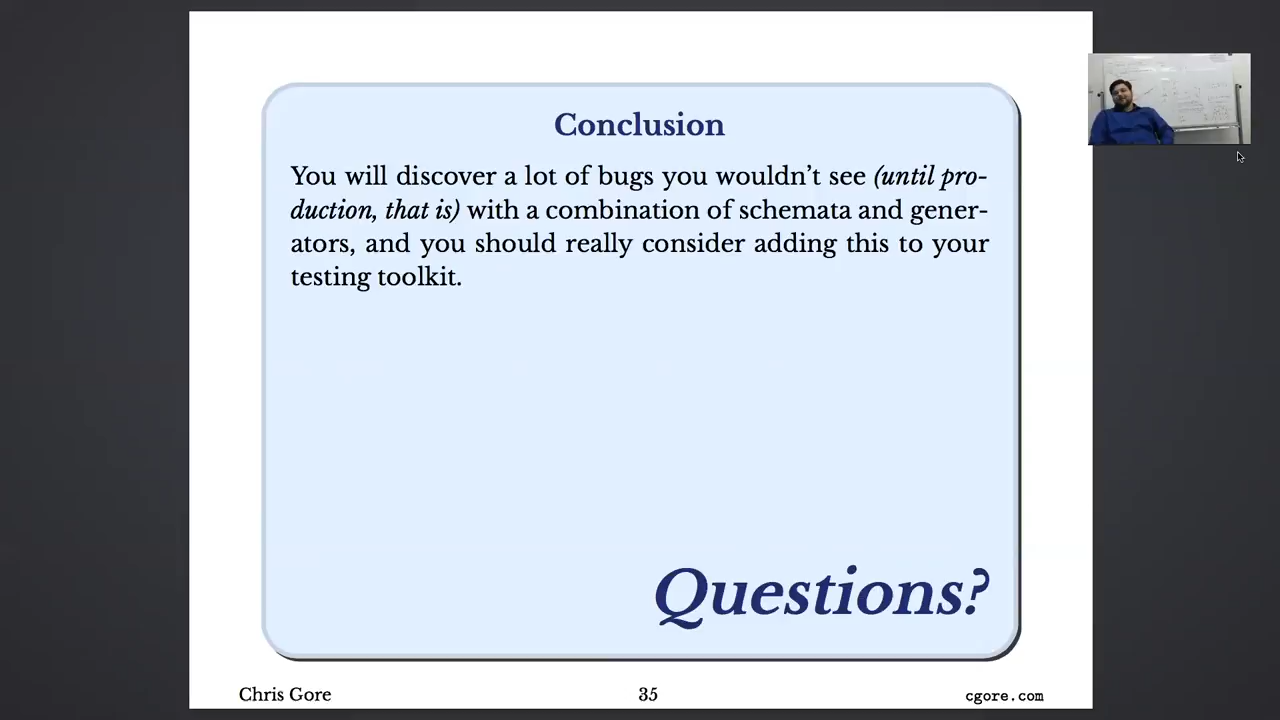 Conclusion
You will discover a lot of bugs you wouldn’t see (until pro-
duction, that is) with a combination of schemata and gener-
ators, and you should really consider adding this to your
testing toolkit.
Questions?
Chris Gore
35
cgore.com